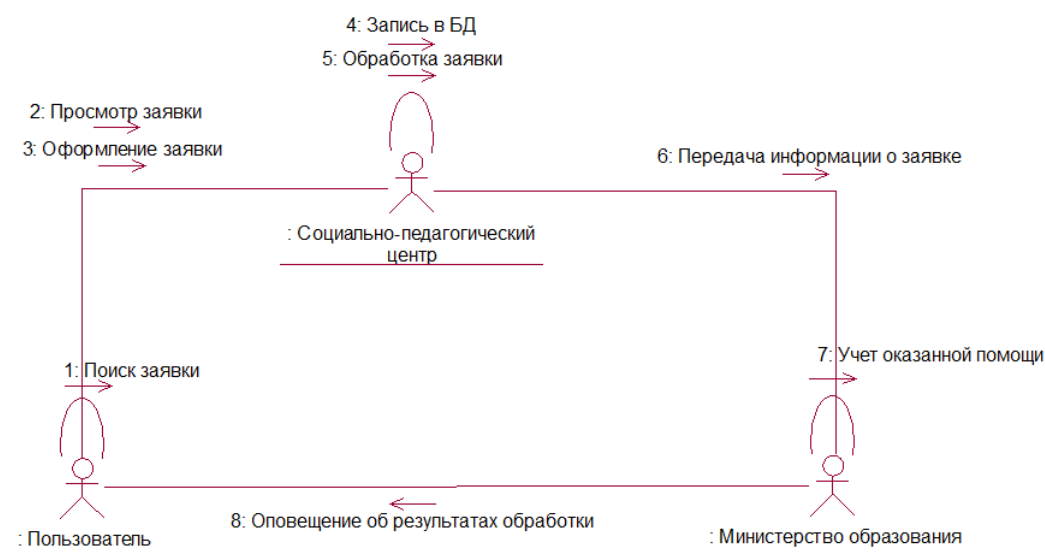 4: Запись в БД
5: Обработка заявки
2: Просмотр заявки
3: Оформление заявки
6: Передача информации о заявке
: Социально-педагогический
центр
7: Учет оказанной помощи
1: Поиск заявки
8: Оповещение об результатах обработки
: Пользователь
: Министерство образования